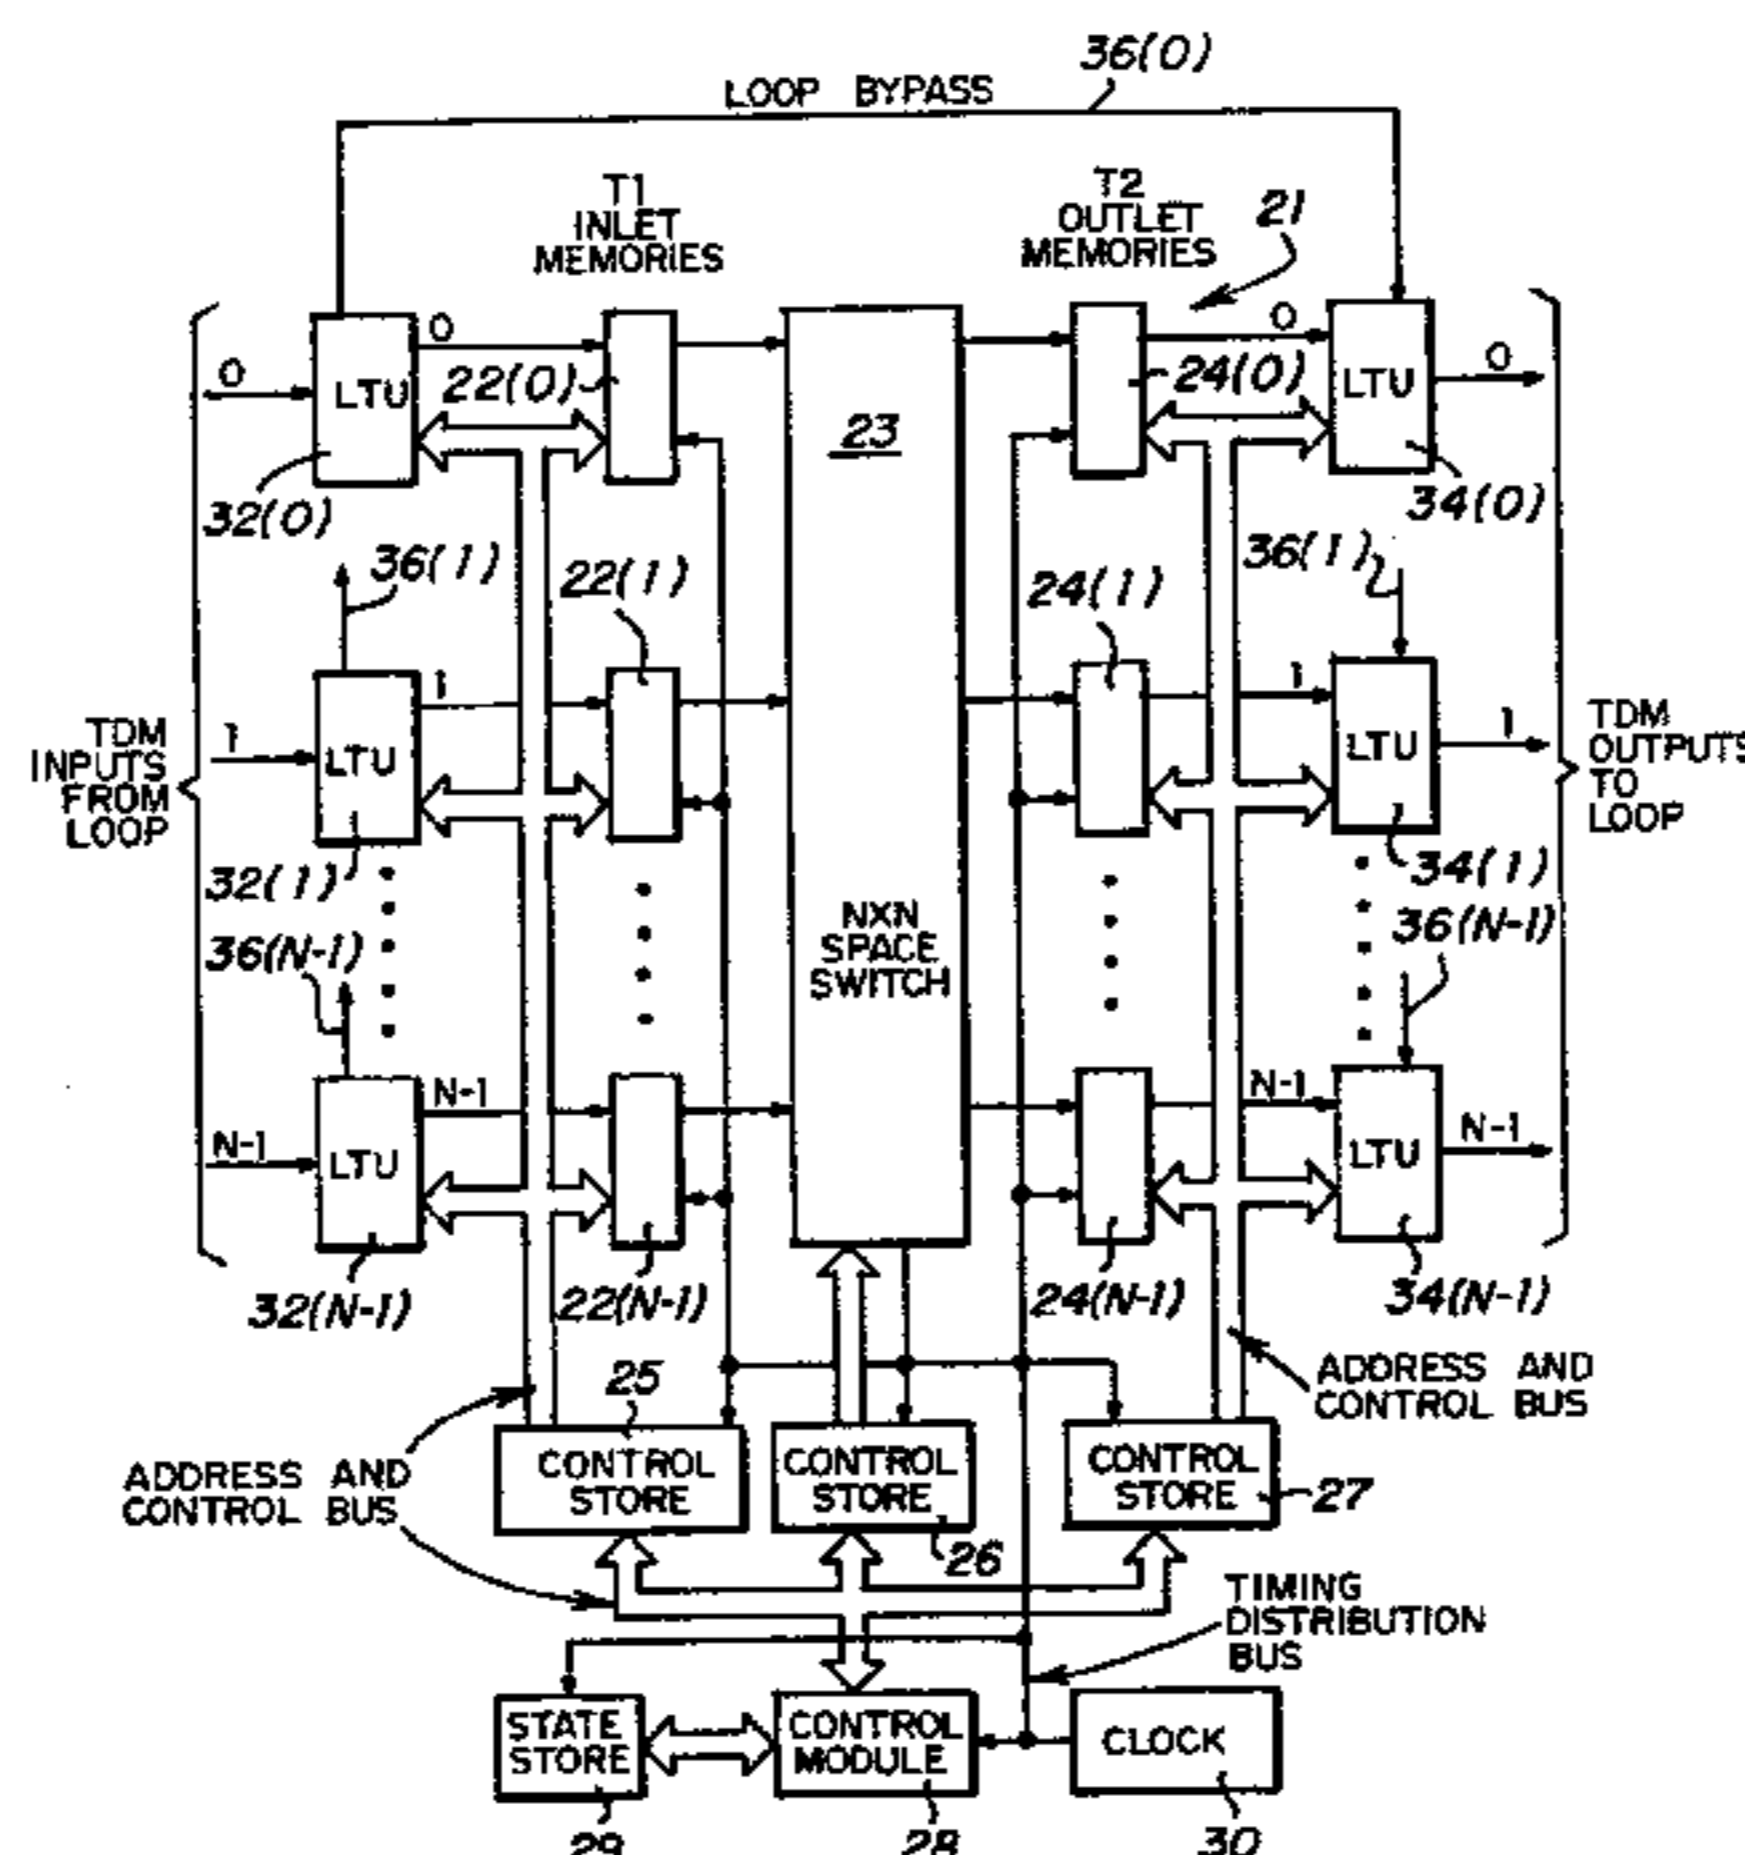 36(0)
LOOP BYPASS
T1
INLET
MEMORIES
T2
OUTLET
MEMORIES
21
0
LTU
0
22(0)
23
24(0)
0
LTU
0
32(0)
34(0)
36(1)
22(1)
24(1)
36(1)
TDM
INPUTS
FROM
LOOP
1
LTU
1
1
LTU
1
TDM
OUTPUTS
TO
LOOP
32(1)
34(1)
36(N-1)
NXN
SPACE
SWITCH
36(N-1)
N-1
LTU
N-1
N-1
LTU
N-1
32(N-1)
22(N-1)
24(N-1)
34(N-1)
25
ADDRESS AND
CONTROL BUS
ADDRESS AND
CONTROL BUS
CONTROL
STORE
CONTROL
STORE
CONTROL
STORE
27
26
TIMING
DISTRIBUTION
BUS
STATE
STORE
CONTROL
MODULE
CLOCK
29
28
30